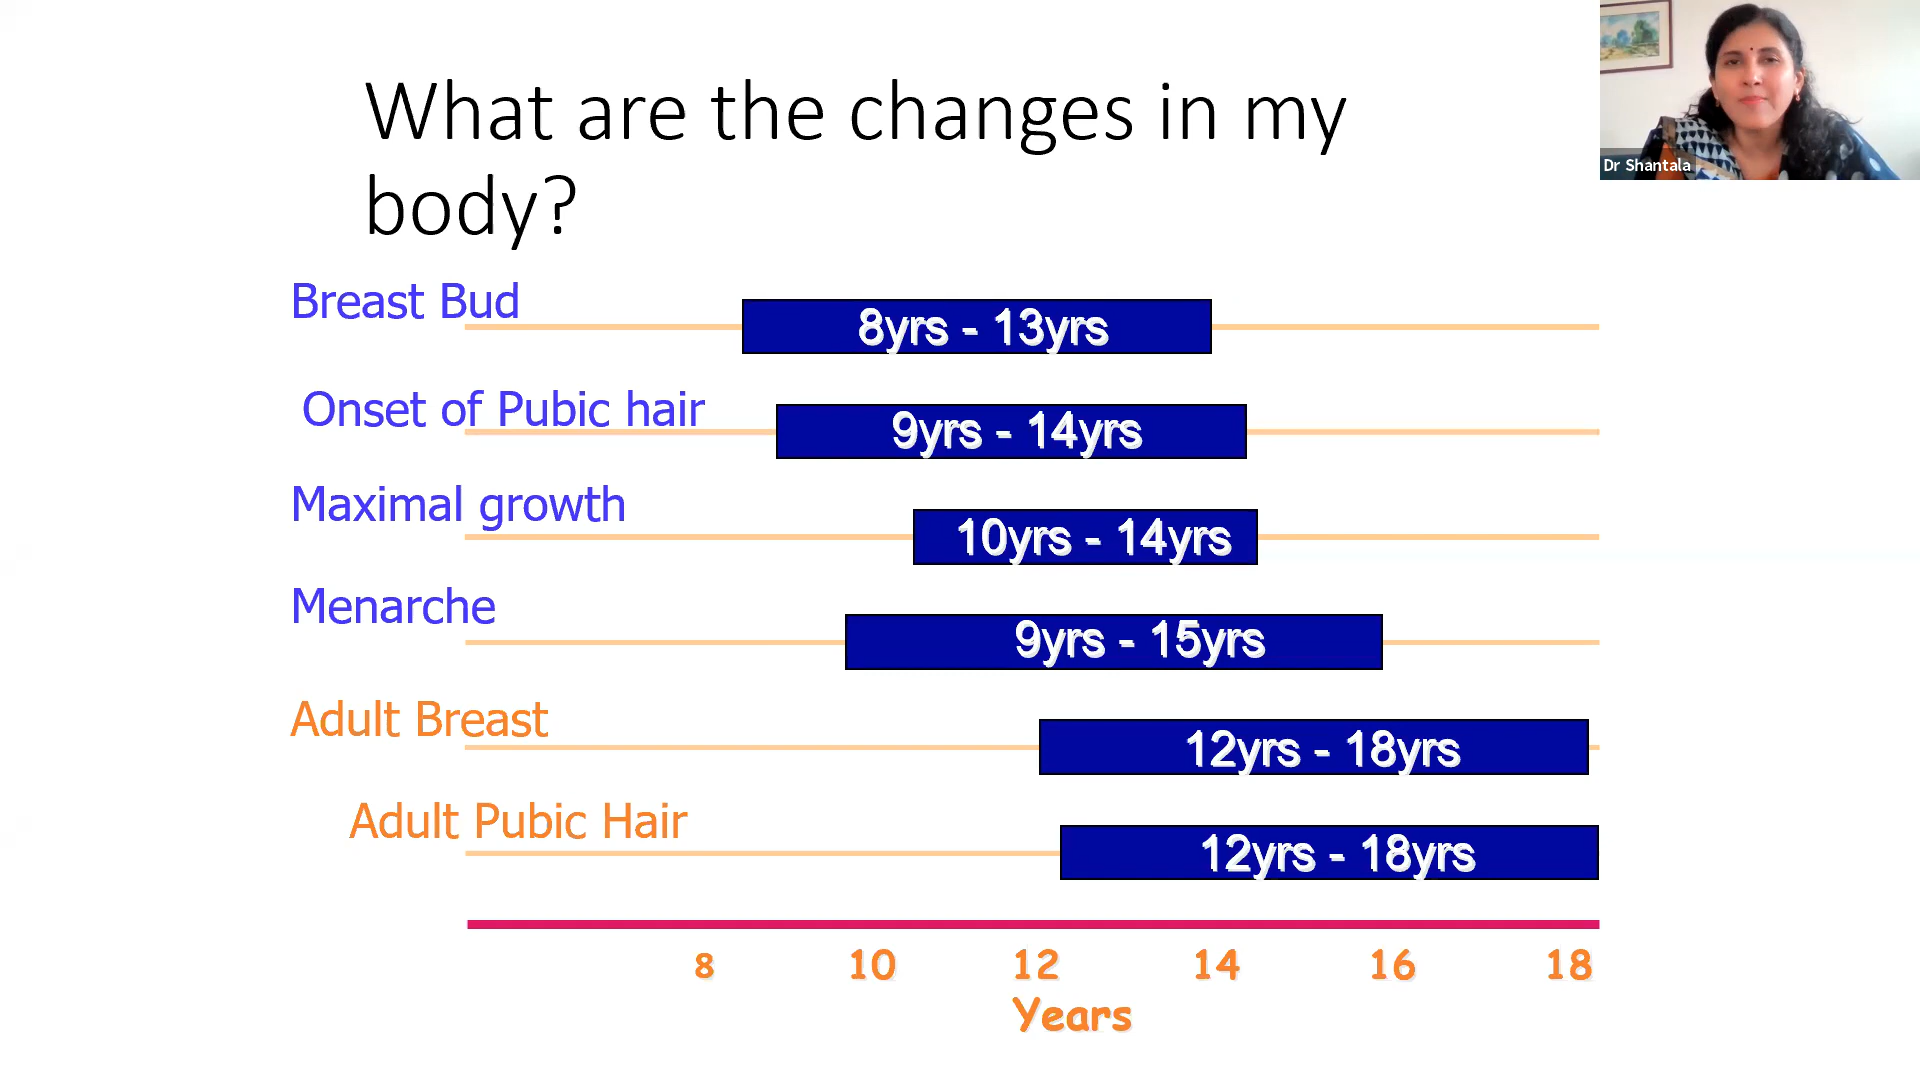 What are the changes in my
body?
Dr Shantala
Breast Bud
8yrs - 13yrs
Onset of Pubic hair
9yrs - 14yrs
Maximal growth
10yrs - 14yrs
Menarche
9yrs - 15yrs
Adult Breast
12yrs - 18yrs
Adult Pubic Hair
12yrs - 18yrs
8 10 12 14 16 18
Years